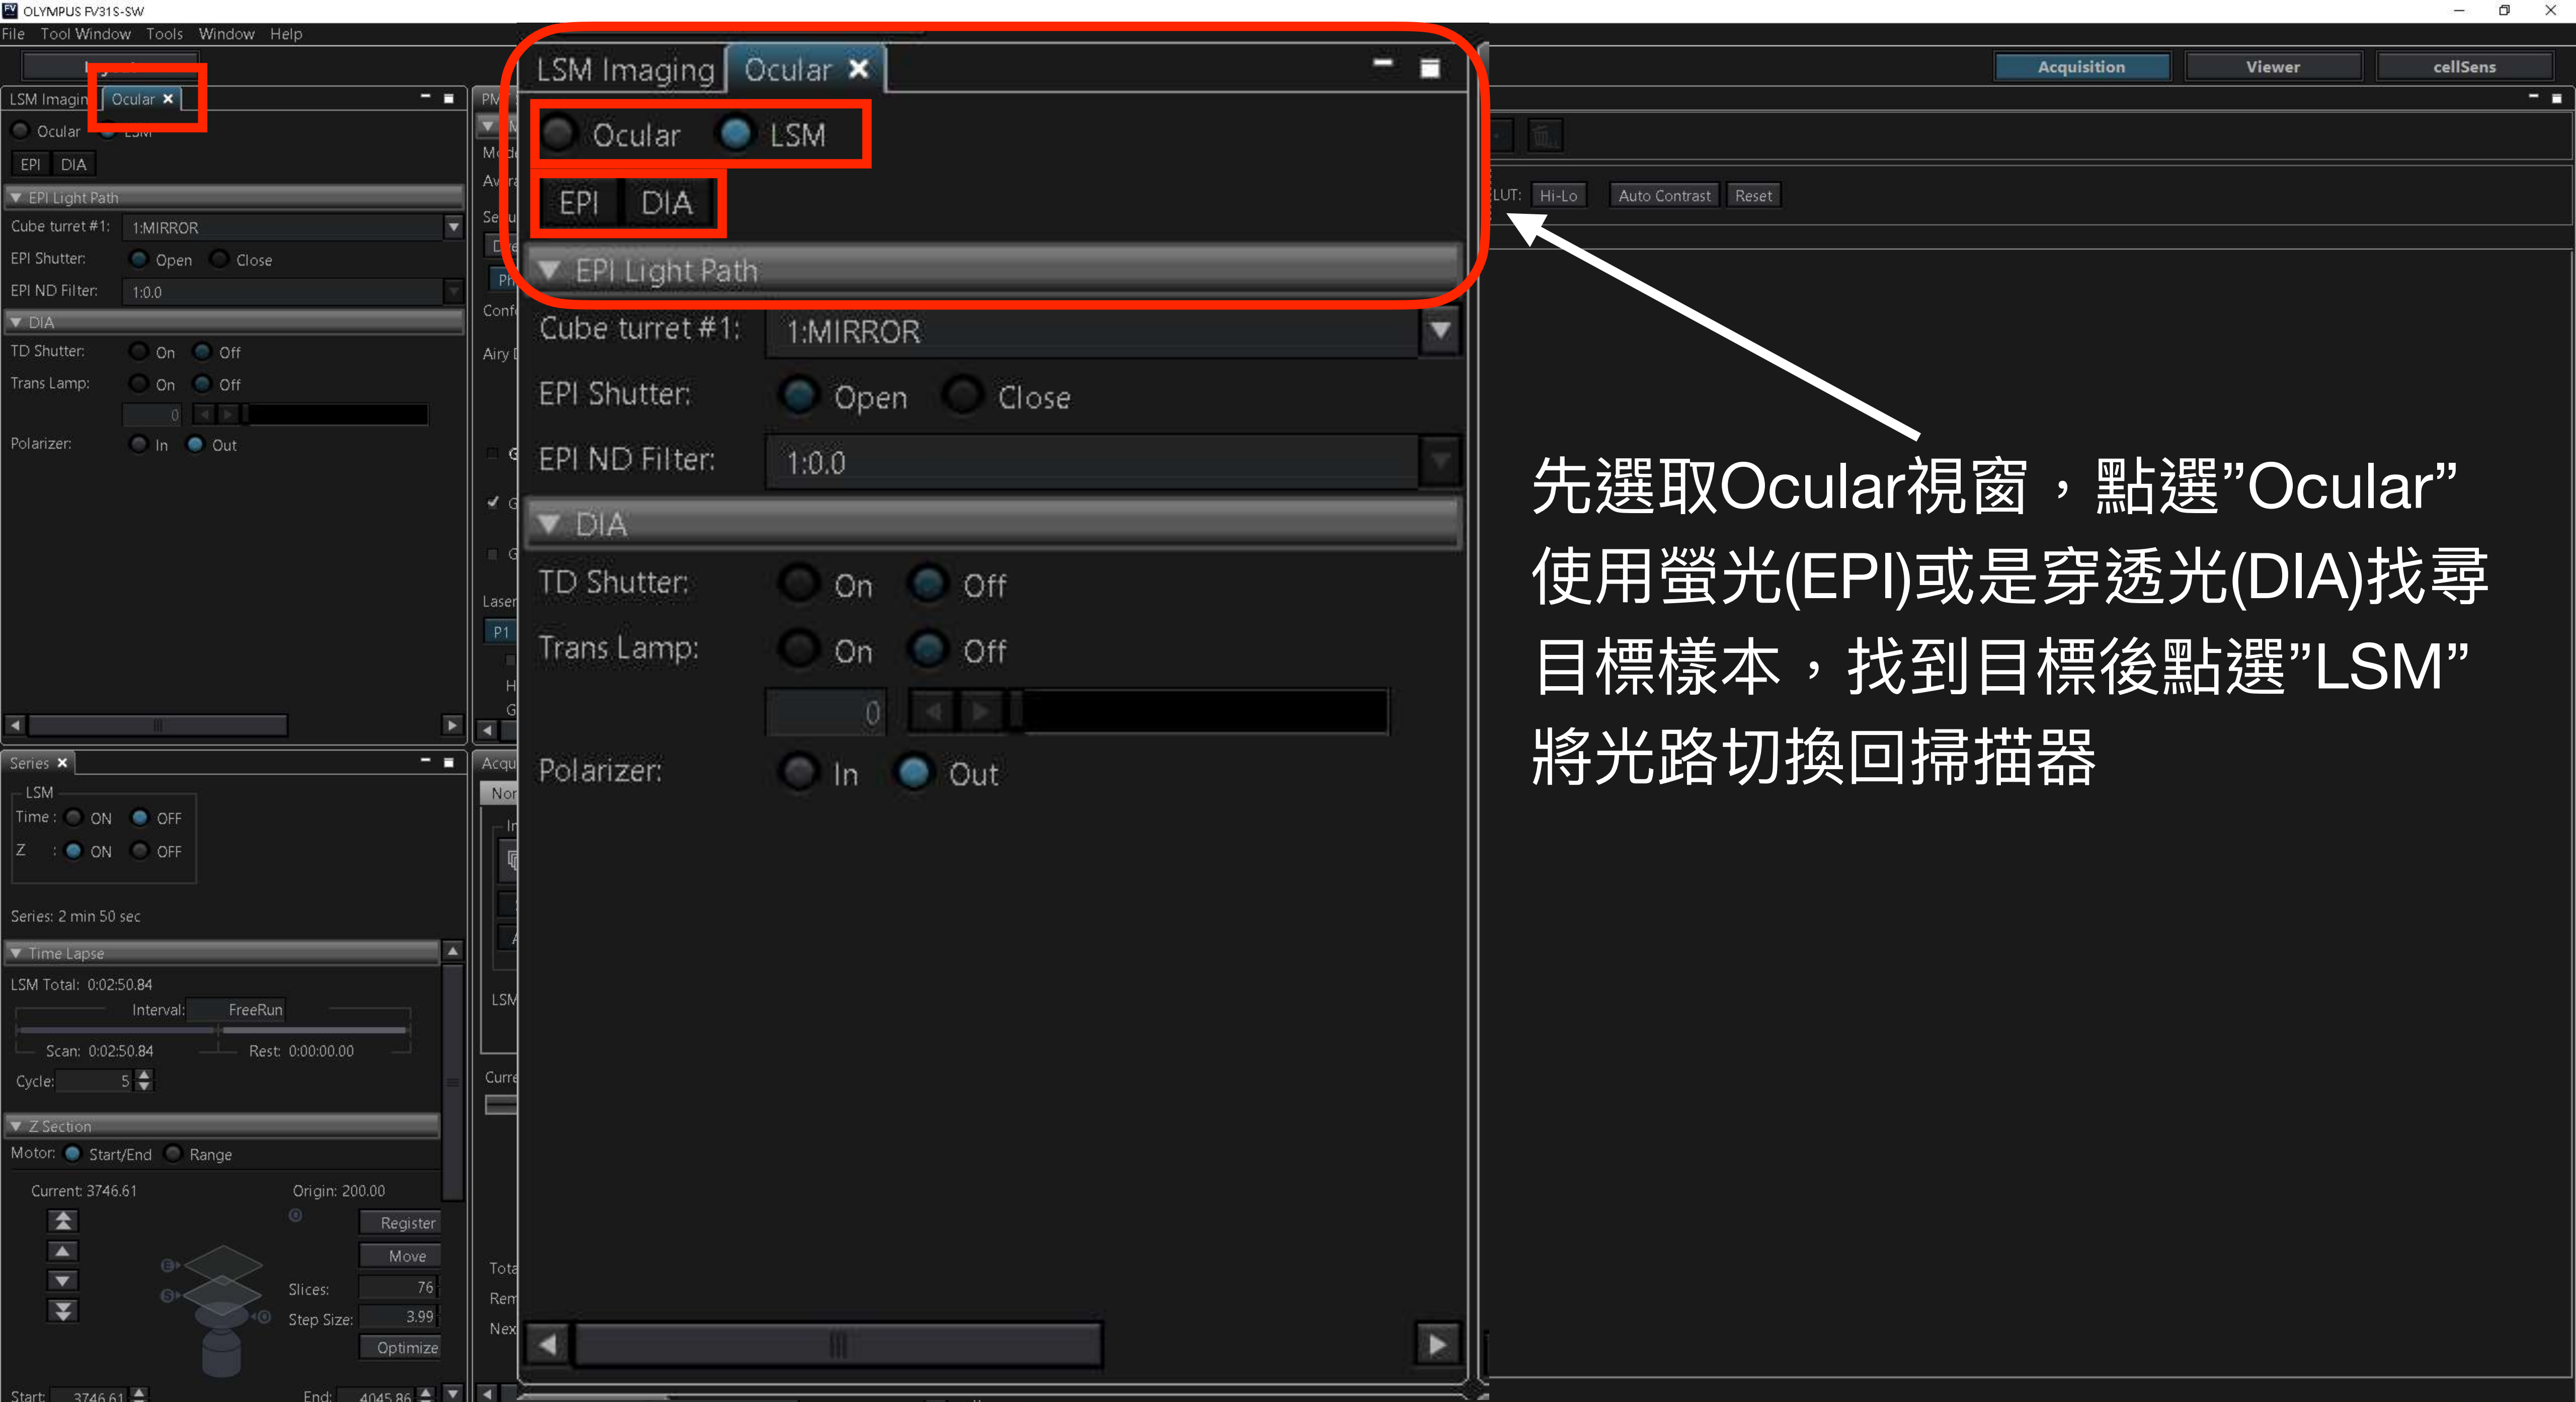 OLYMPUS FV31S-SW
File Tool Window Tools Window Help
Acquisition Viewer cellSens
LSM Imagin Ocular
Ocular LSM
EPI DIA
EPI Light Path
Cube turret #1: 1:MIRROR
EPI Shutter: Open Close
EPI ND Filter: 1:0.0
DIA
TD Shutter: On Off
Trans Lamp: On Off
0
Polarizer: In Out
Series
LSM
Time : ON OFF
Z : ON OFF
Series: 2 min 50 sec
Time Lapse
LSM Total: 0:02:50.84
Interval: FreeRun
Scan: 0:02:50.84 Rest: 0:00:00.00
Cycle: 5
Z Section
Motor: Start/End Range
Current: 3746.61 Origin: 200.00
Register
Move
Slices: 76
Step Size: 3.99
Optimize
Start: 3746.61 End: 4045.86
Airy
Laser
P1
LSM
LSM Imaging Ocular
Ocular LSM
EPI DIA
EPI Light Path
Cube turret #1: 1:MIRROR
EPI Shutter: Open Close
EPI ND Filter: 1:0.0
DIA
TD Shutter: On Off
Trans Lamp: On Off
0
Polarizer: In Out
LUT: Hi-Lo Auto Contrast Reset
先選取Ocular視窗，點選”Ocular”
使用螢光(EPI)或是穿透光(DIA)找尋
目標樣本，找到目標後點選”LSM”
將光路切換回掃描器